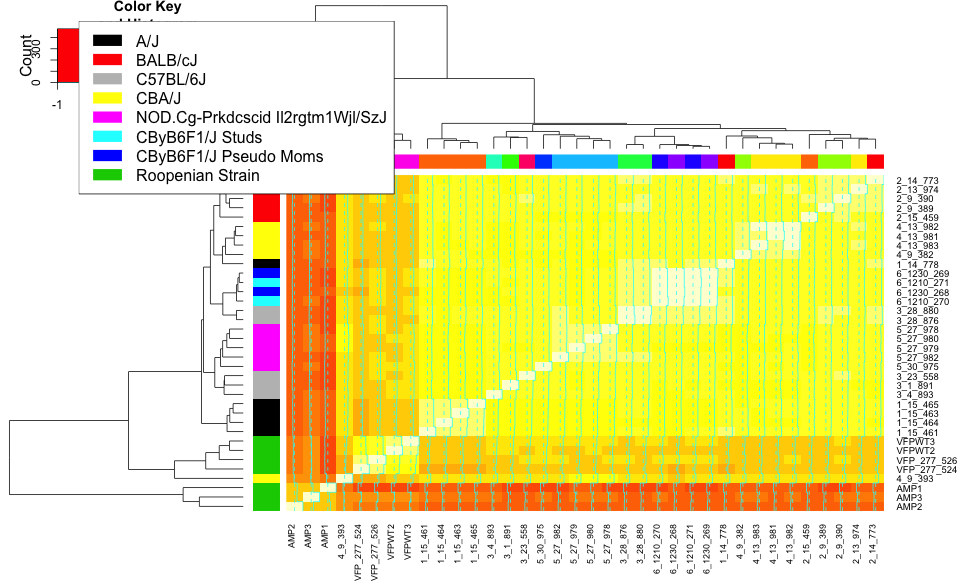 Color Key
Count
0
300
-1
A/J
BALB/cJ
C57BL/6J
CBA/J
NOD.Cg-Prkdcscid Il2rgtm1Wjl/SzJ
CByB6F1/J Studs
CByB6F1/J Pseudo Moms
Roopenian Strain
2_14_773
2_13_974
2_9_390
2_9_389
2_15_459
4_13_982
4_13_981
4_13_983
4_9_382
1_14_778
6_1230_269
6_1210_271
6_1230_268
6_1210_270
3_28_880
3_28_876
5_27_978
5_27_980
5_27_979
5_27_982
5_30_975
3_23_558
3_1_891
3_4_893
1_15_465
1_15_463
1_15_464
1_15_461
VFPWT3
VFPWT2
VFP_277_526
VFP_277_524
4_9_393
AMP1
AMP3
AMP2
AMP2
AMP3
AMP1
4_9_393
VFP_277_524
VFP_277_526
VFPWT2
VFPWT3
1_15_461
1_15_464
1_15_463
1_15_465
3_4_893
3_1_891
3_23_558
5_30_975
5_27_982
5_27_979
5_27_980
5_27_978
3_28_876
3_28_880
6_1210_270
6_1230_268
6_1210_271
6_1230_269
1_14_778
4_9_382
4_13_983
4_13_981
4_13_982
2_15_459
2_9_389
2_9_390
2_13_974
2_14_773